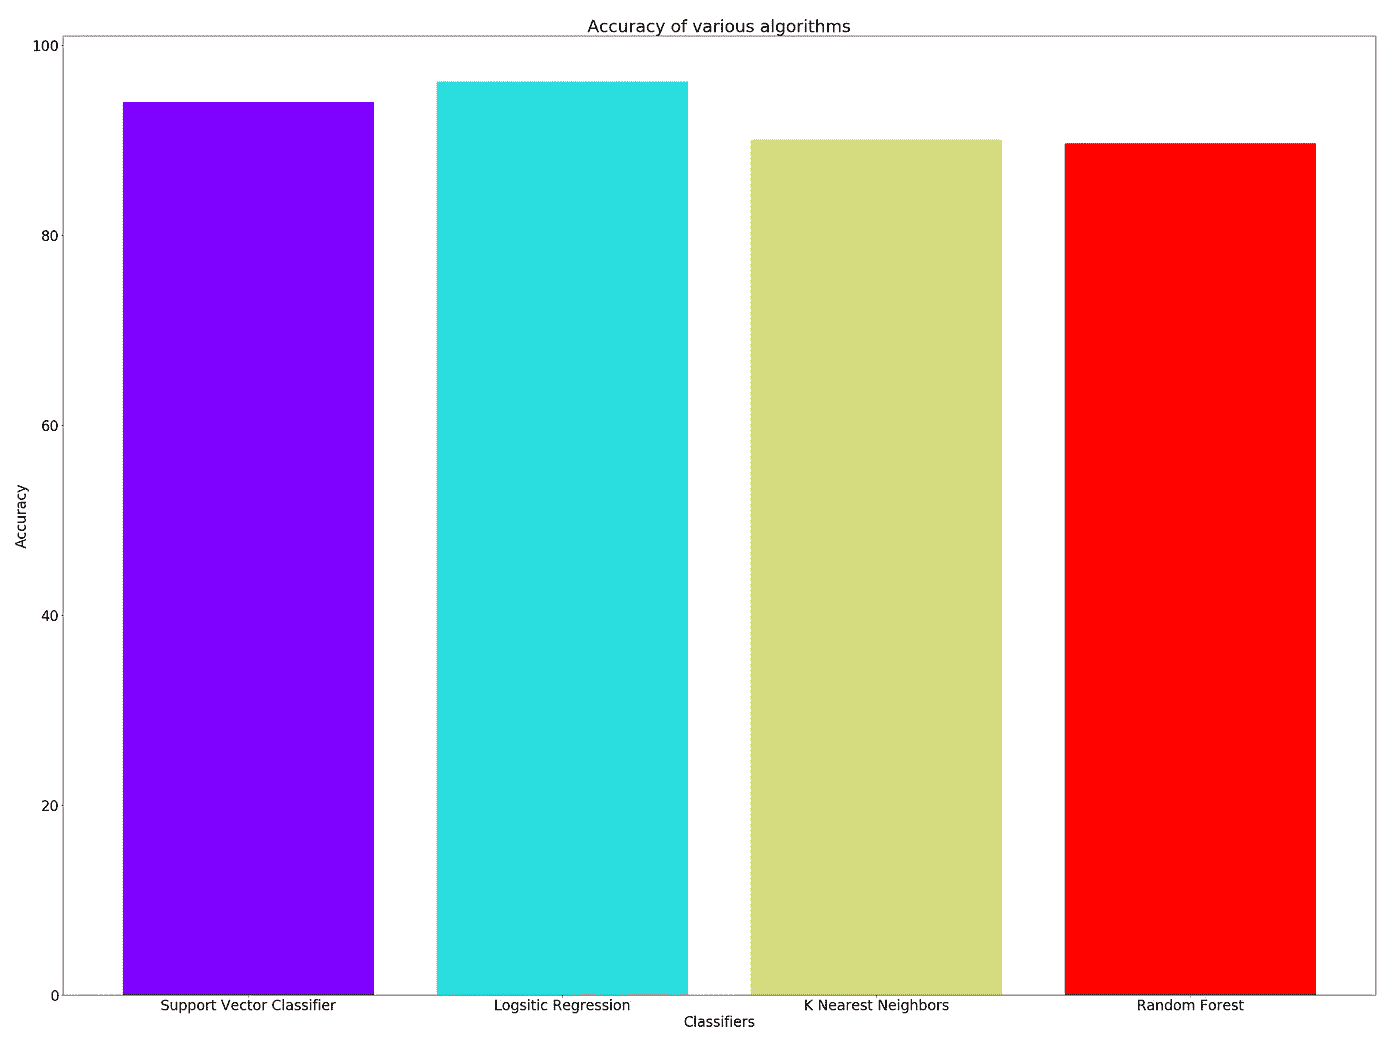 Accuracy of various algorithms
100
80
60
40
20
0
Accuracy
Support Vector Classifier
Logsitic Regression
K Nearest Neighbors
Random Forest
Classifiers